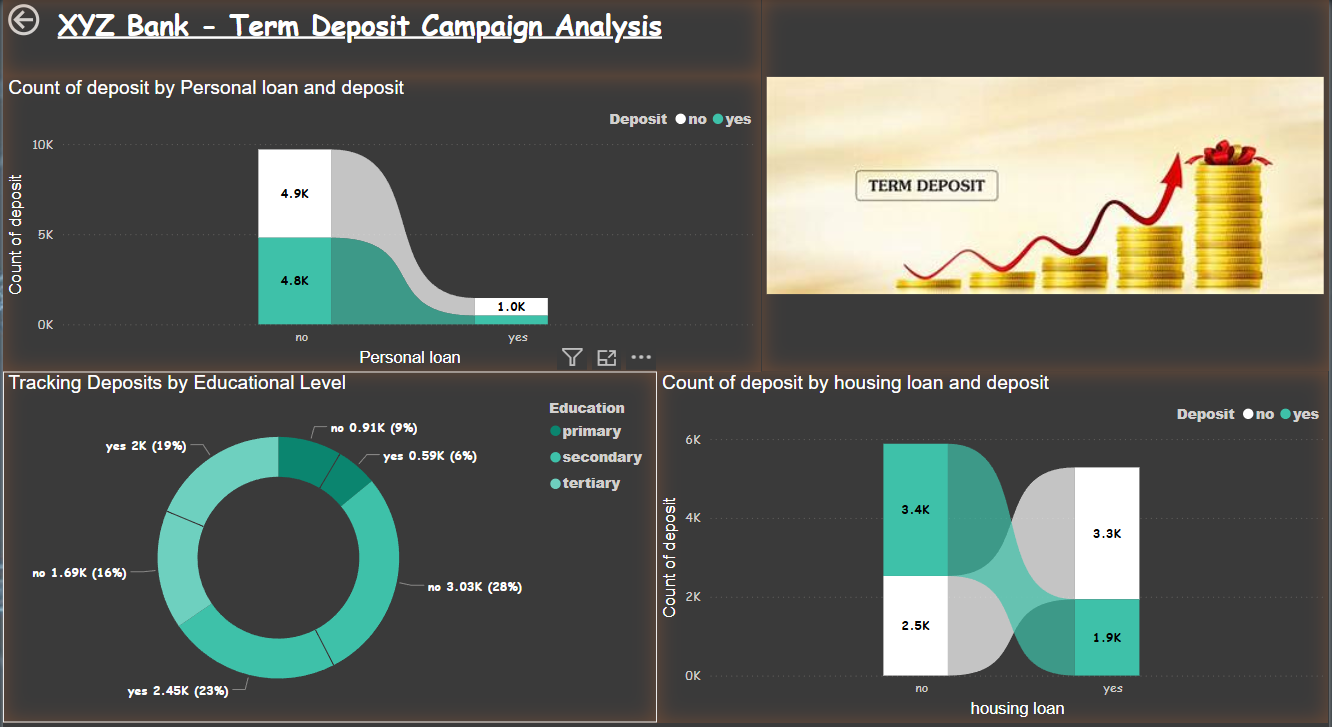 XYZ Bank - Term Deposit Campaign Analysis
Count of deposit by Personal loan and deposit
Deposit no yes
10K
5K
0K
Count of deposit
4.9K
4.8K
1.0K
no
yes
Personal loan
TERM DEPOSIT
Tracking Deposits by Educational Level
Education
primary
secondary
tertiary
no 0.91K (9%)
yes 0.59K (6%)
no 3.03K (28%)
yes 2.45K (23%)
no 1.69K (16%)
yes 2K (19%)
Count of deposit by housing loan and deposit
Deposit no yes
6K
4K
2K
0K
Count of deposit
3.4K
2.5K
3.3K
1.9K
no
yes
housing loan